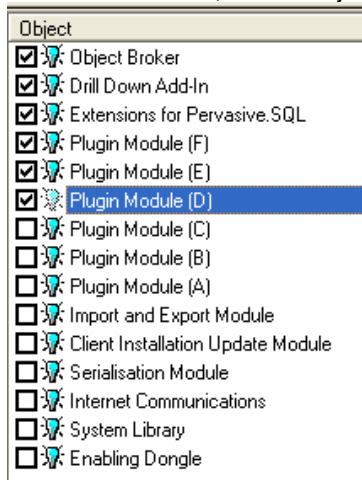 Object
Object Broker
Drill Down Add-In
Extensions for Pervasive.SQL
Plugin Module (F)
Plugin Module (E)
Plugin Module (D)
Plugin Module (C)
Plugin Module (B)
Plugin Module (A)
Import and Export Module
Client Installation Update Module
Serialisation Module
Internet Communications
System Library
Enabling Dongle